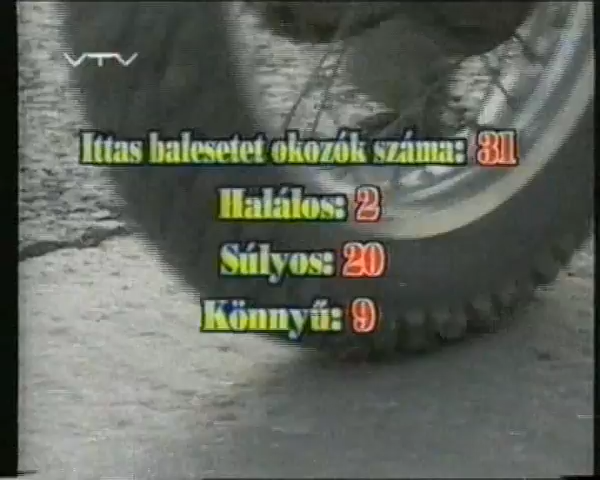 VTV
Ittas balesetet okozók száma: 31
Halálos: 2
Súlyos: 20
Könnyű: 9